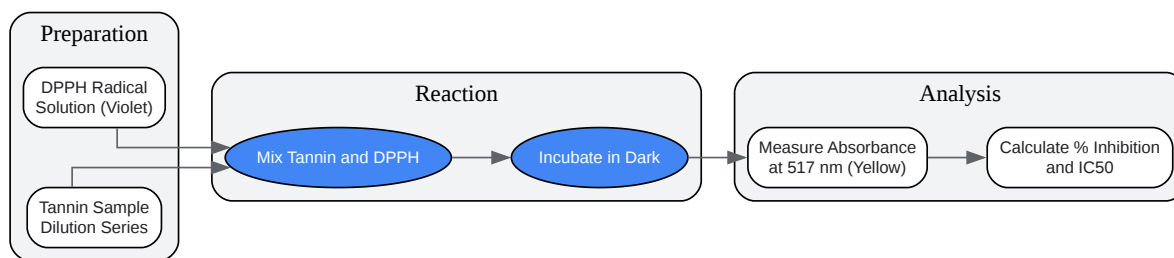 Preparation
DPPH Radical
Solution (Violet)
Tannin Sample
Dilution Series
Reaction
Mix Tannin and DPPH
Incubate in Dark
Analysis
Measure Absorbance
at 517 nm (Yellow)
Calculate % Inhibition
and IC50